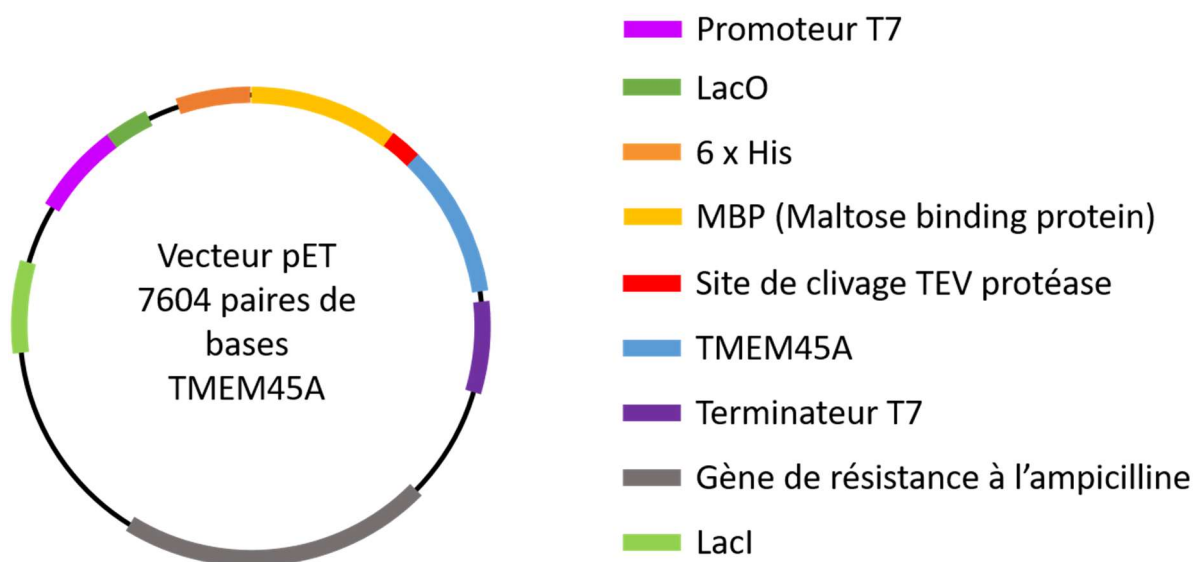 Promoteur T7
LacO
6 x His
MBP (Maltose binding protein)
Site de clivage TEV protéase
TMEM45A
Terminateur T7
Gène de résistance à l'ampicilline
LacI
Vecteur pET
7604 paires de
bases
TMEM45A